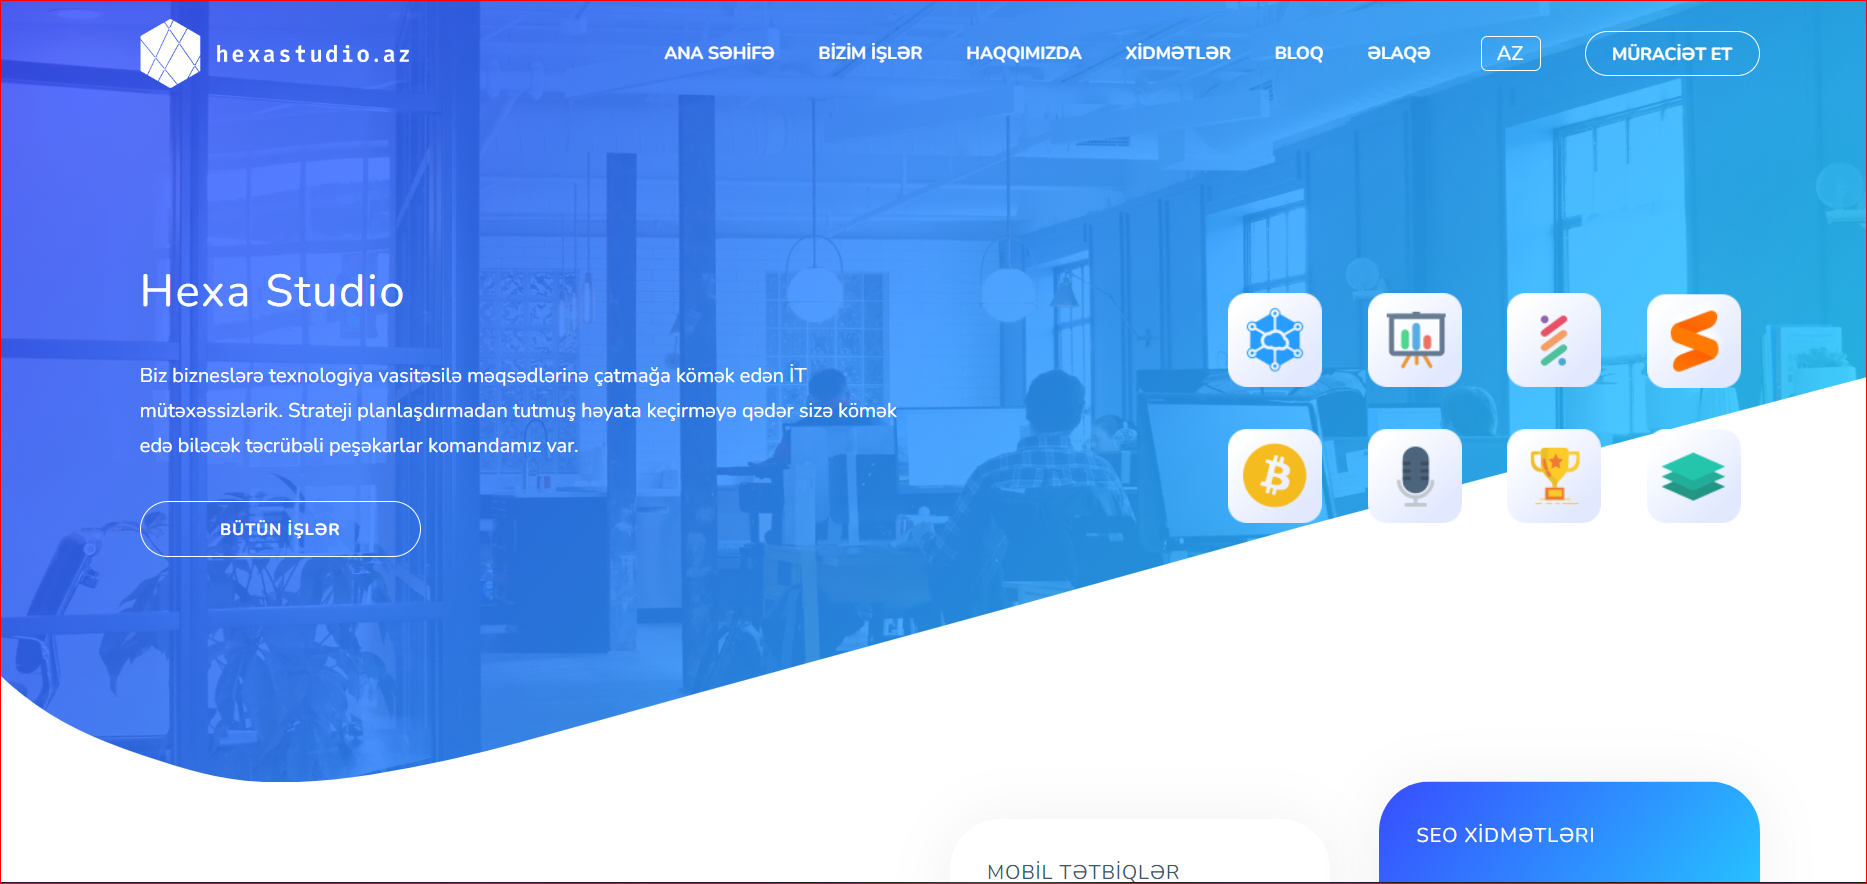 hexastudio.az
ANA SƏHİFƏ BİZİM İŞLƏR HAQQIMIZDA XİDMƏTLƏR BLOQ ƏLAQƏ AZ MÜRACİƏT ET
Hexa Studio
Biz bizneslərə texnologiya vasitəsilə məqsədlərinə çatmağa kömək edən İT
mütəxəssizlərik. Strateji planlaşdırmadan tutmuş həyata keçirməyə qədər sizə kömək
edə biləcək təcrübəli peşəkarlar komandamız var.
BÜTÜN İŞLƏR
SEO XİDMƏTLƏRI
MOBİL TƏTBİQLƏR